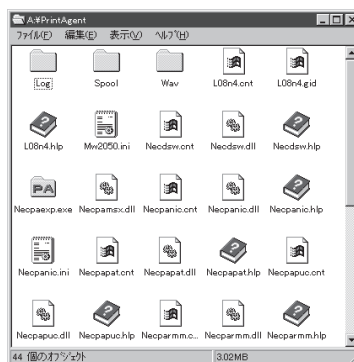 A:¥PrintAgent
ファイル(F) 編集(E) 表示(V) ヘルプ(H)
Log Spool Wav L08n4.cnt L08n4.gid
L08n4.hlp Mw2050.ini Necdsw.cnt Necdsw.dll Necdsw.hlp
PA
Necpaexp.exe Necpamsx.dll Necpanic.cnt Necpanic.dll Necpanic.hlp
Necpanic.ini Necpapat.cnt Necpapat.dll Necpapat.hlp Necpapuc.cnt
Necpapuc.dll Necpapuc.hlp Necparmm.c... Necparmm.dll Necparmm.hlp
44 個のオブジェクト 3.02MB